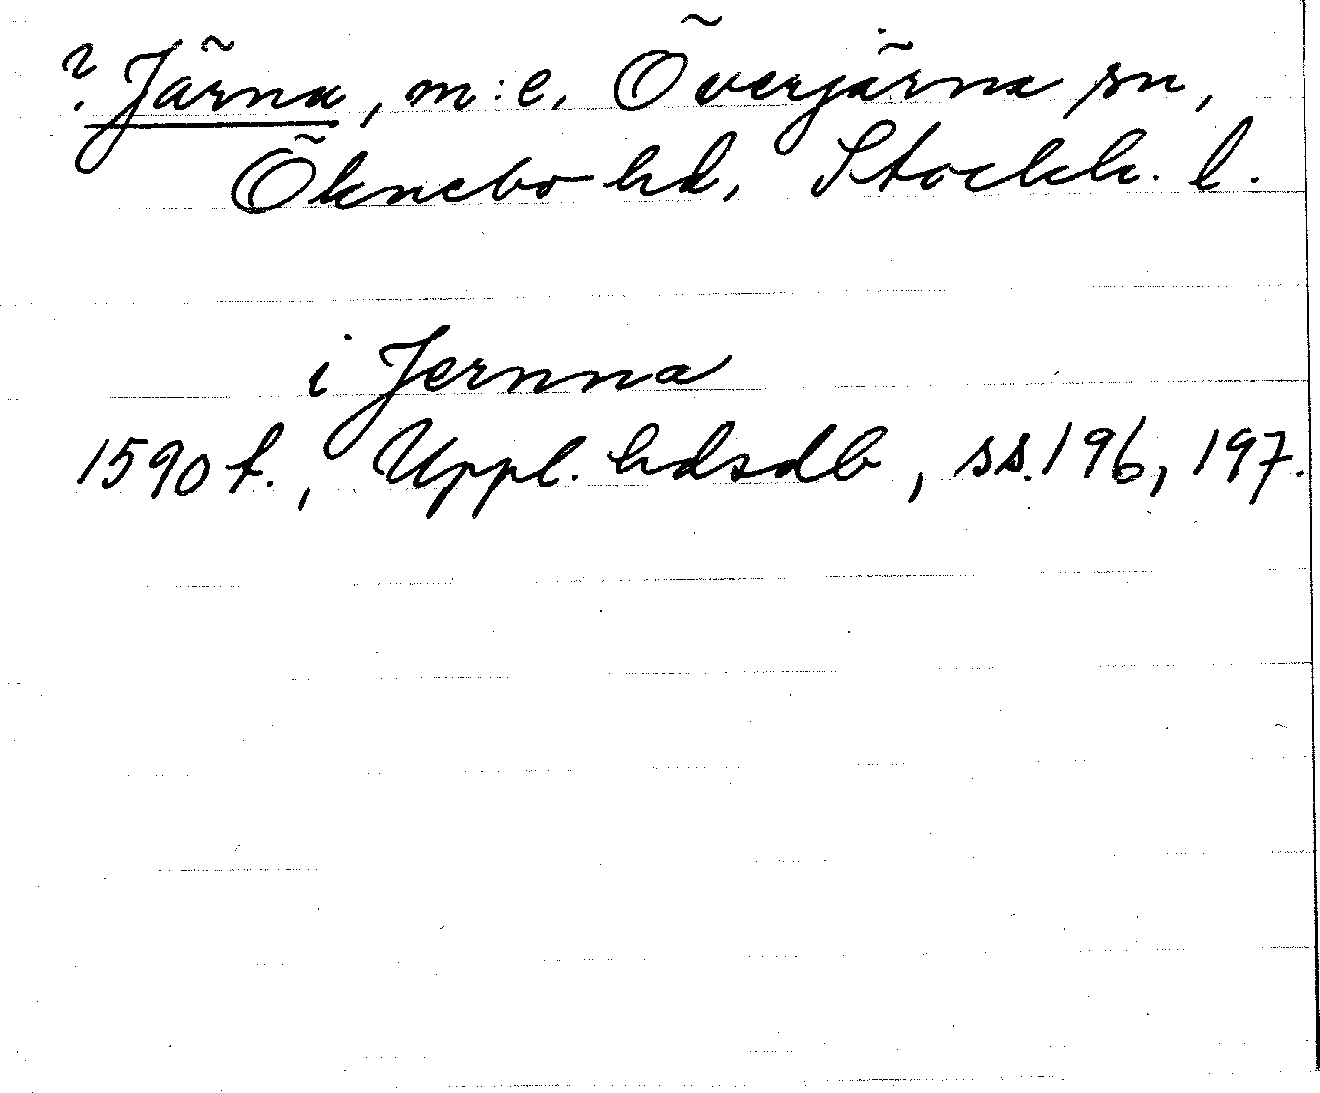 ? Järna, m:e. Överjärna sn,
Öknebo hd, Stockh. l.
i Jernna
1590 t., Uppl. hdsdb, ss. 196, 197.